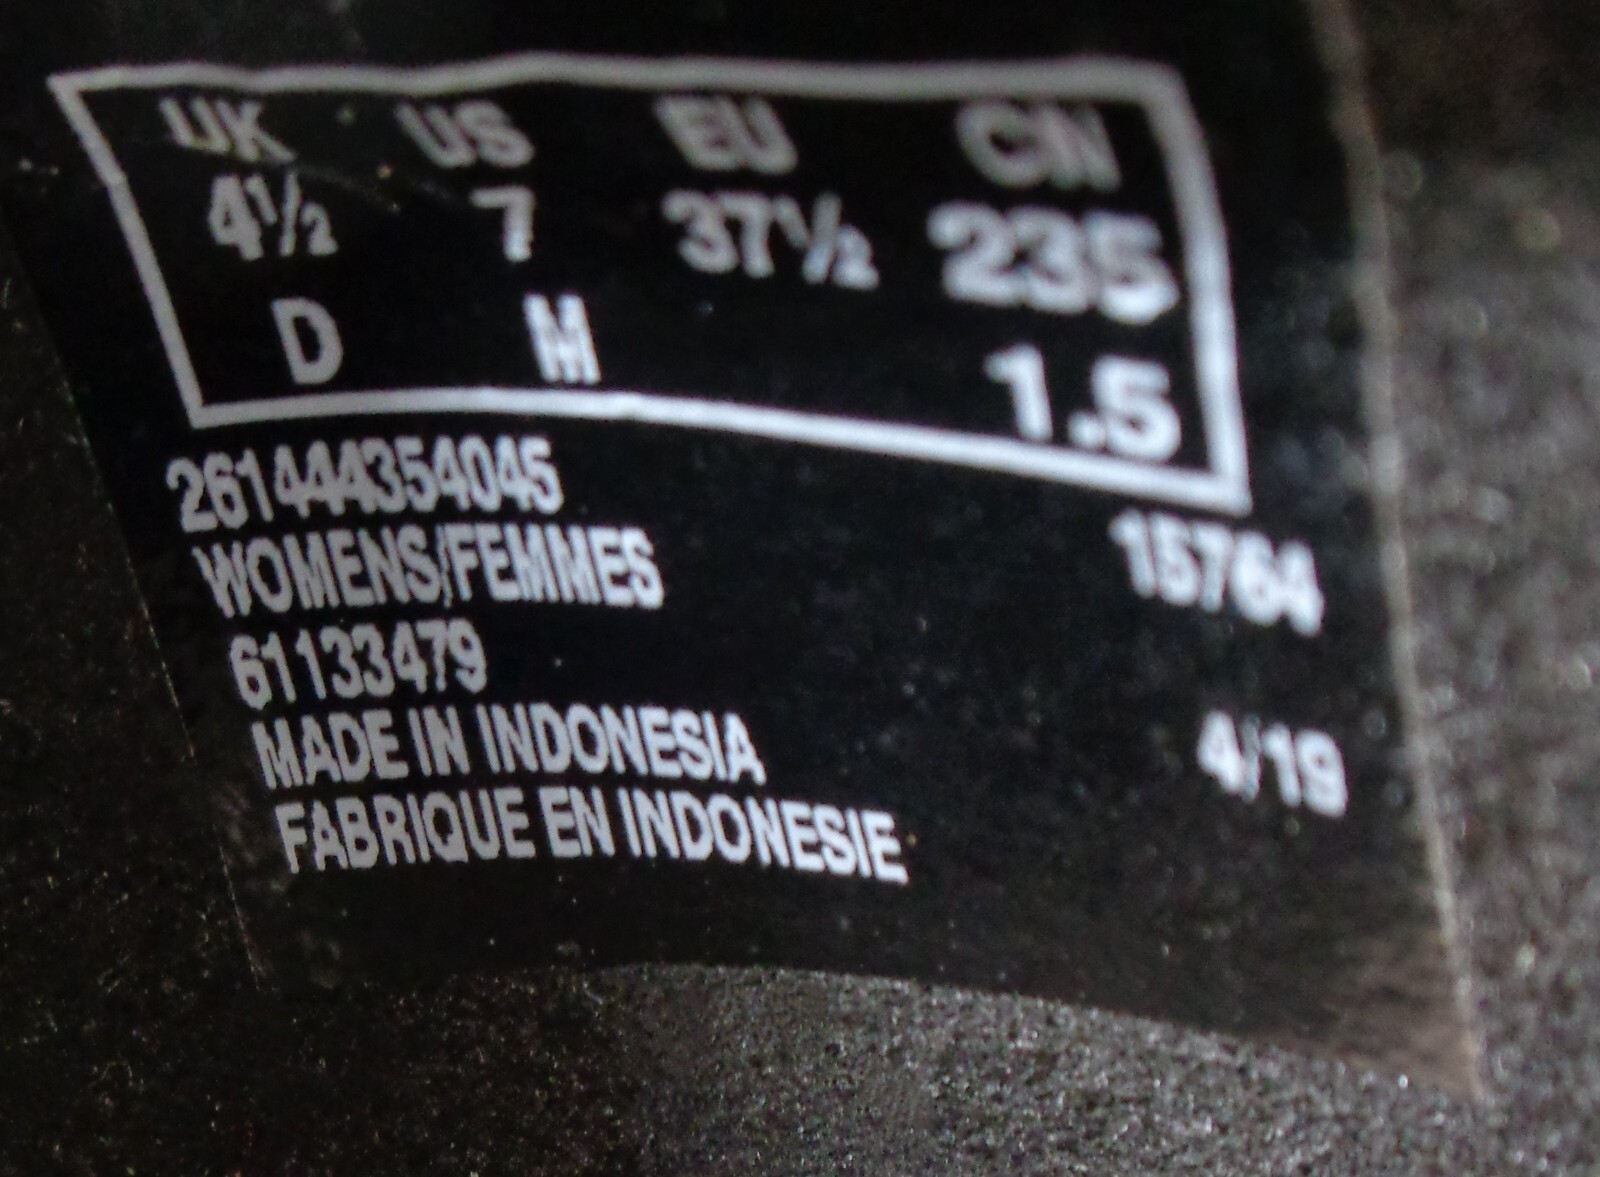 UK US EU CN
4½ 7 37½ 235
D M 1.5
261444354045
WOMENS/FEMMES 15764
61133479
MADE IN INDONESIA 4/19
FABRIQUE EN INDONESIE